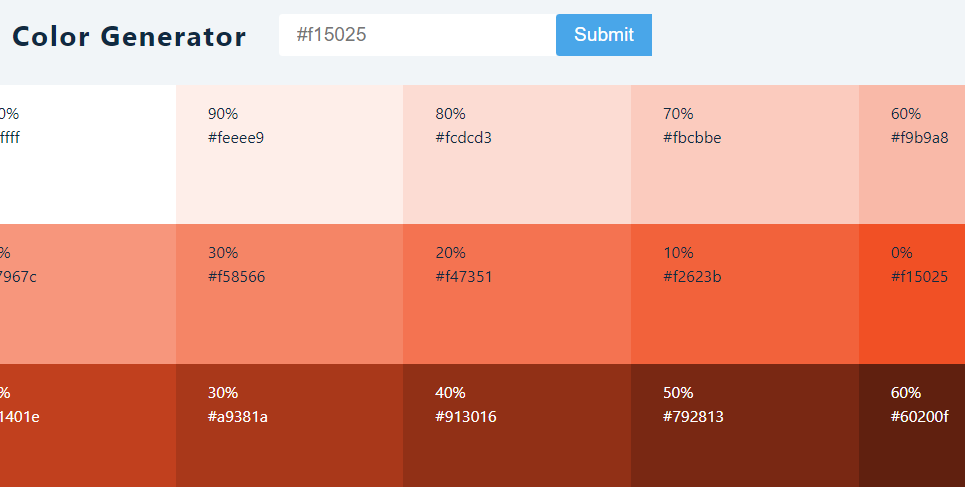 Color Generator
#f15025
Submit
0%
ffff
90%
#feeee9
80%
#fcdcd3
70%
#fbcbbe
60%
#f9b9a8
%
7967c
30%
#f58566
20%
#f47351
10%
#f2623b
0%
#f15025
%
1401e
30%
#a9381a
40%
#913016
50%
#792813
60%
#60200f